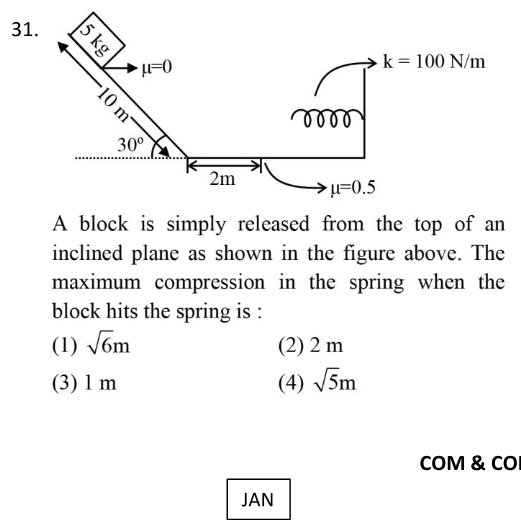 31.
5 kg
μ=0
k = 100 N/m
10 m
30°
2m
μ=0.5
A block is simply released from the top of an
inclined plane as shown in the figure above. The
maximum compression in the spring when the
block hits the spring is :
(1) √6m (2) 2 m
(3) 1 m (4) √5m
COM & CO
JAN